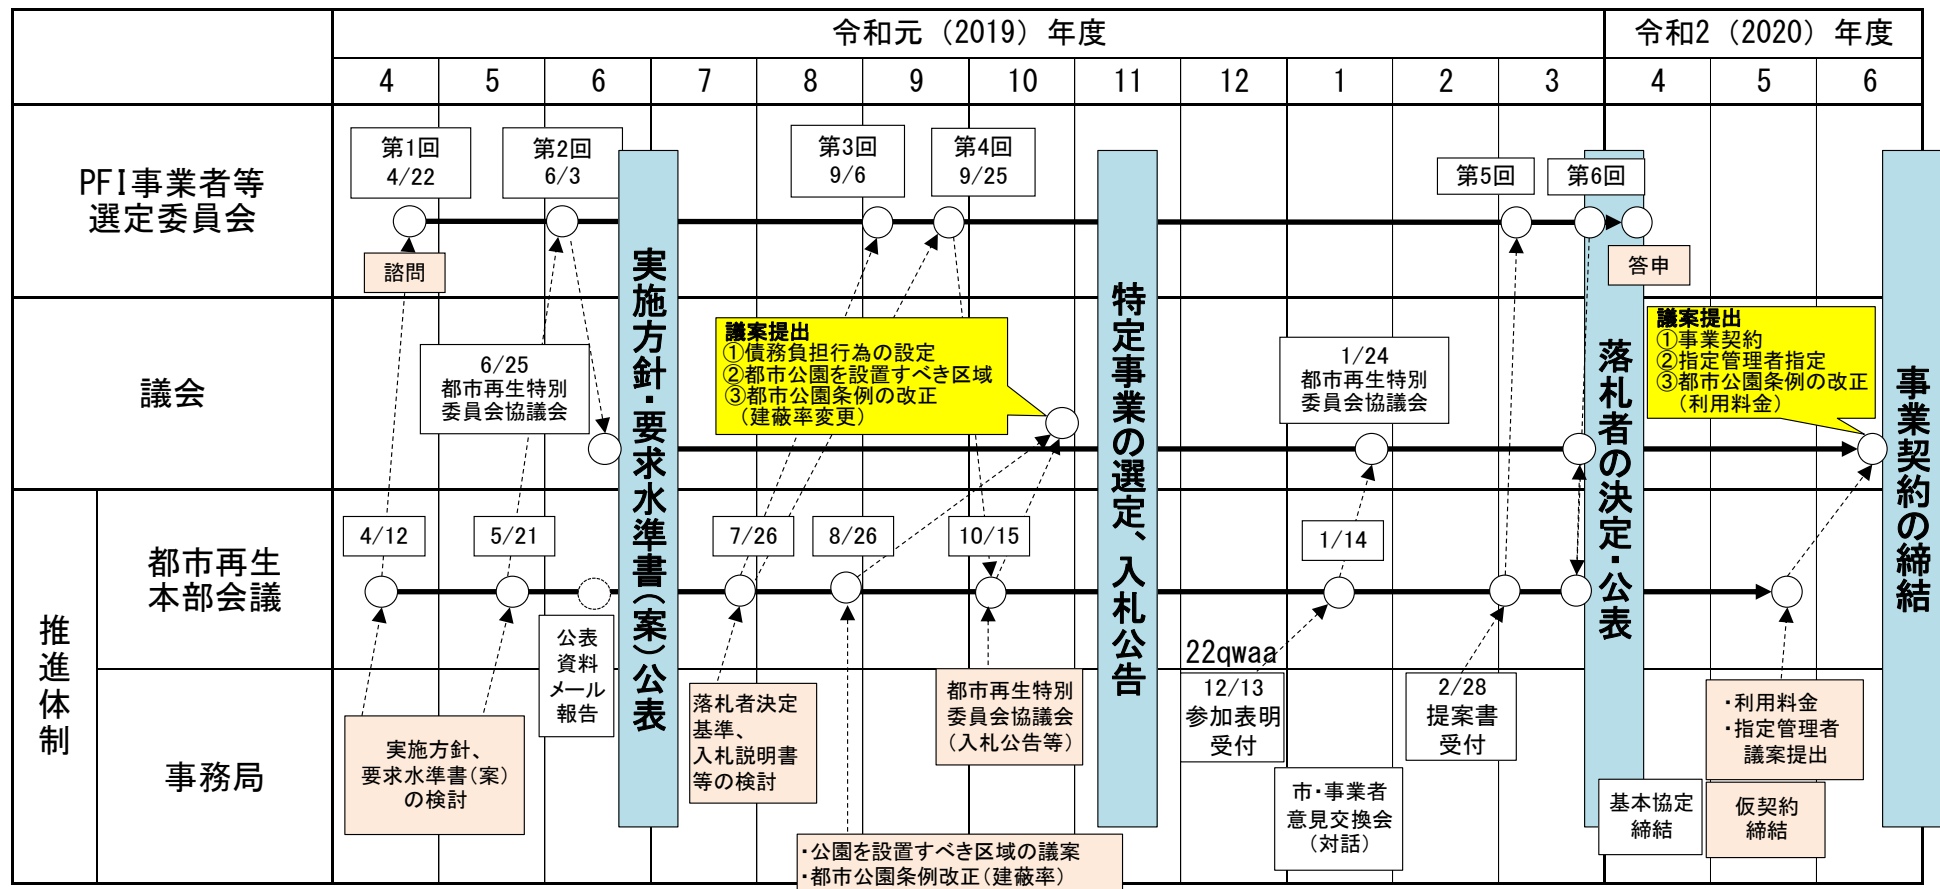 令和元（2019）年度
令和2（2020）年度
4
5
6
7
8
9
10
11
12
1
2
3
4
5
6
PFI事業者等
選定委員会
第1回
4/22
第2回
6/3
第3回
9/6
第4回
9/25
第5回
第6回
諮問
答申
議会
6/25
都市再生特別
委員会協議会
議案提出
①債務負担行為の設定
②都市公園を設置すべき区域
③都市公園条例の改正
（建蔽率変更）
1/24
都市再生特別
委員会協議会
議案提出
①事業契約
②指定管理者指定
③都市公園条例の改正
（利用料金）
実施方針・要求水準書（案）公表
特定事業の選定、入札公告
落札者の決定・公表
事業契約の締結
推進体制
都市再生
本部会議
4/12
5/21
7/26
8/26
10/15
1/14
公表
資料
メール
報告
事務局
実施方針、
要求水準書（案）
の検討
落札者決定
基準、
入札説明書
等の検討
都市再生特別
委員会協議会
（入札公告等）
22qwaa
12/13
参加表明
受付
2/28
提案書
受付
・利用料金
・指定管理者
議案提出
市・事業者
意見交換会
（対話）
基本協定
締結
仮契約
締結
・公園を設置すべき区域の議案
・都市公園条例改正（建蔽率）